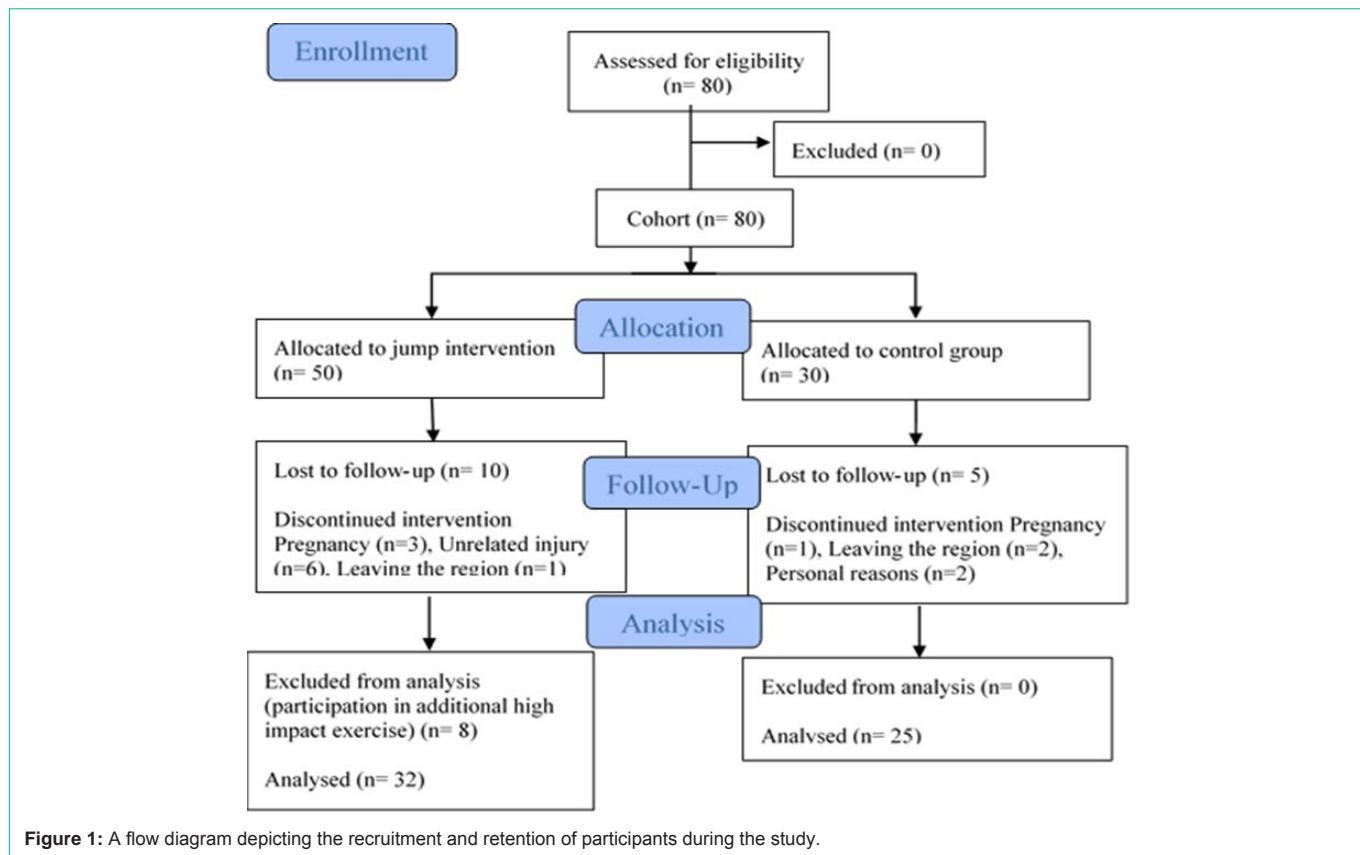 Enrollment
Assessed for eligibility
(n= 80)
Excluded (n= 0)
Cohort (n= 80)
Allocation
Allocated to jump intervention
(n= 50)
Allocated to control group
(n= 30)
Follow-Up
Lost to follow-up (n= 10)
Discontinued intervention
Pregnancy (n=3), Unrelated injury
(n=6). Leaving the region (n=1)
Lost to follow-up (n= 5)
Discontinued intervention Pregnancy
(n=1), Leaving the region (n=2),
Personal reasons (n=2)
Analysis
Excluded from analysis
(participation in additional high
impact exercise) (n= 8)
Analysed (n= 32)
Excluded from analysis (n= 0)
Analysed (n= 25)
Figure 1: A flow diagram depicting the recruitment and retention of participants during the study.